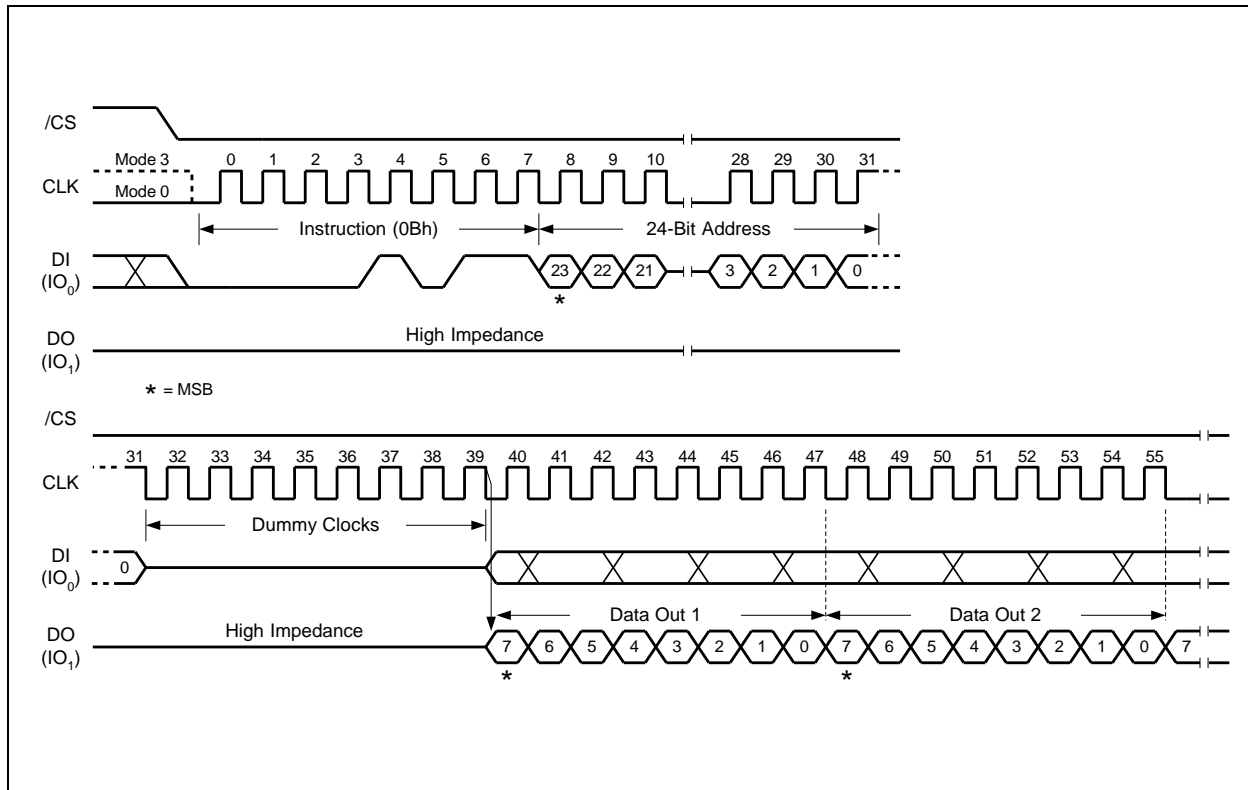 /CS
Mode 3
0 1 2 3 4 5 6 7 8 9 10 28 29 30 31
CLK
Mode 0
Instruction (0Bh) 24-Bit Address
DI
(IO0)
23 22 21 3 2 1 0
*
DO
(IO1)
High Impedance
* = MSB
/CS
31 32 33 34 35 36 37 38 39 40 41 42 43 44 45 46 47 48 49 50 51 52 53 54 55
CLK
Dummy Clocks
DI
(IO0)
0
Data Out 1 Data Out 2
DO
(IO1)
High Impedance
7 6 5 4 3 2 1 0 7 6 5 4 3 2 1 0 7
* *